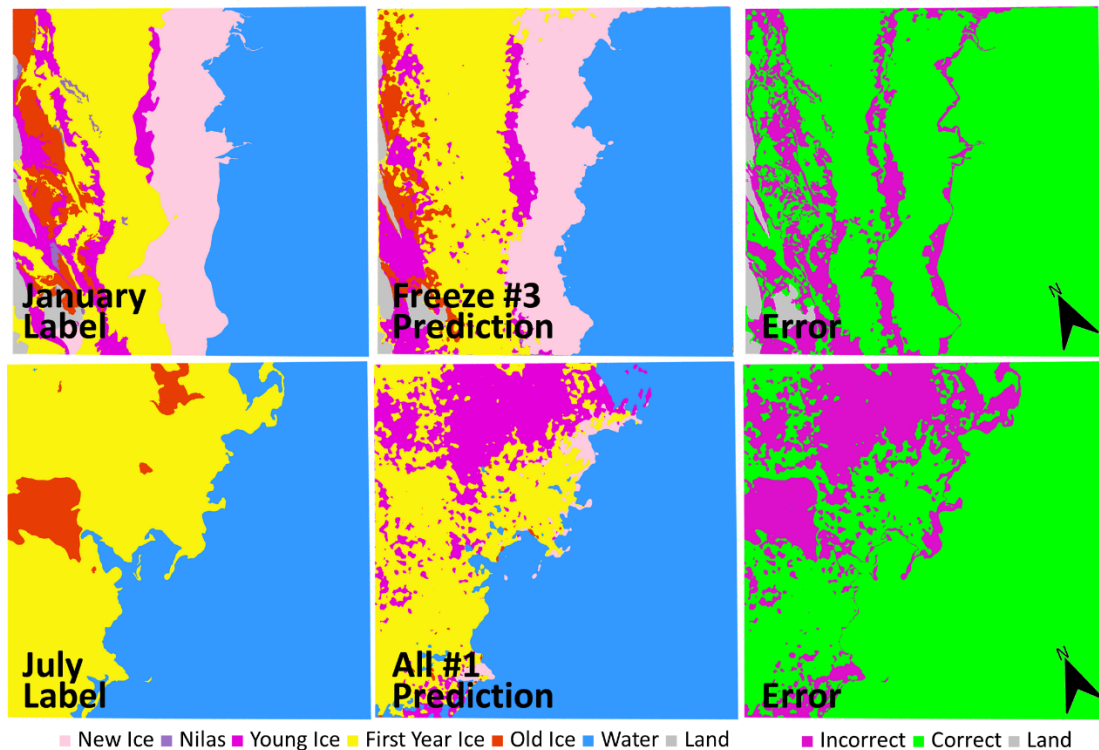 January
Label
Freeze #3
Prediction
Error
N
July
Label
All #1
Prediction
Error
N
New Ice Nilas Young Ice First Year Ice Old Ice Water Land Incorrect Correct Land